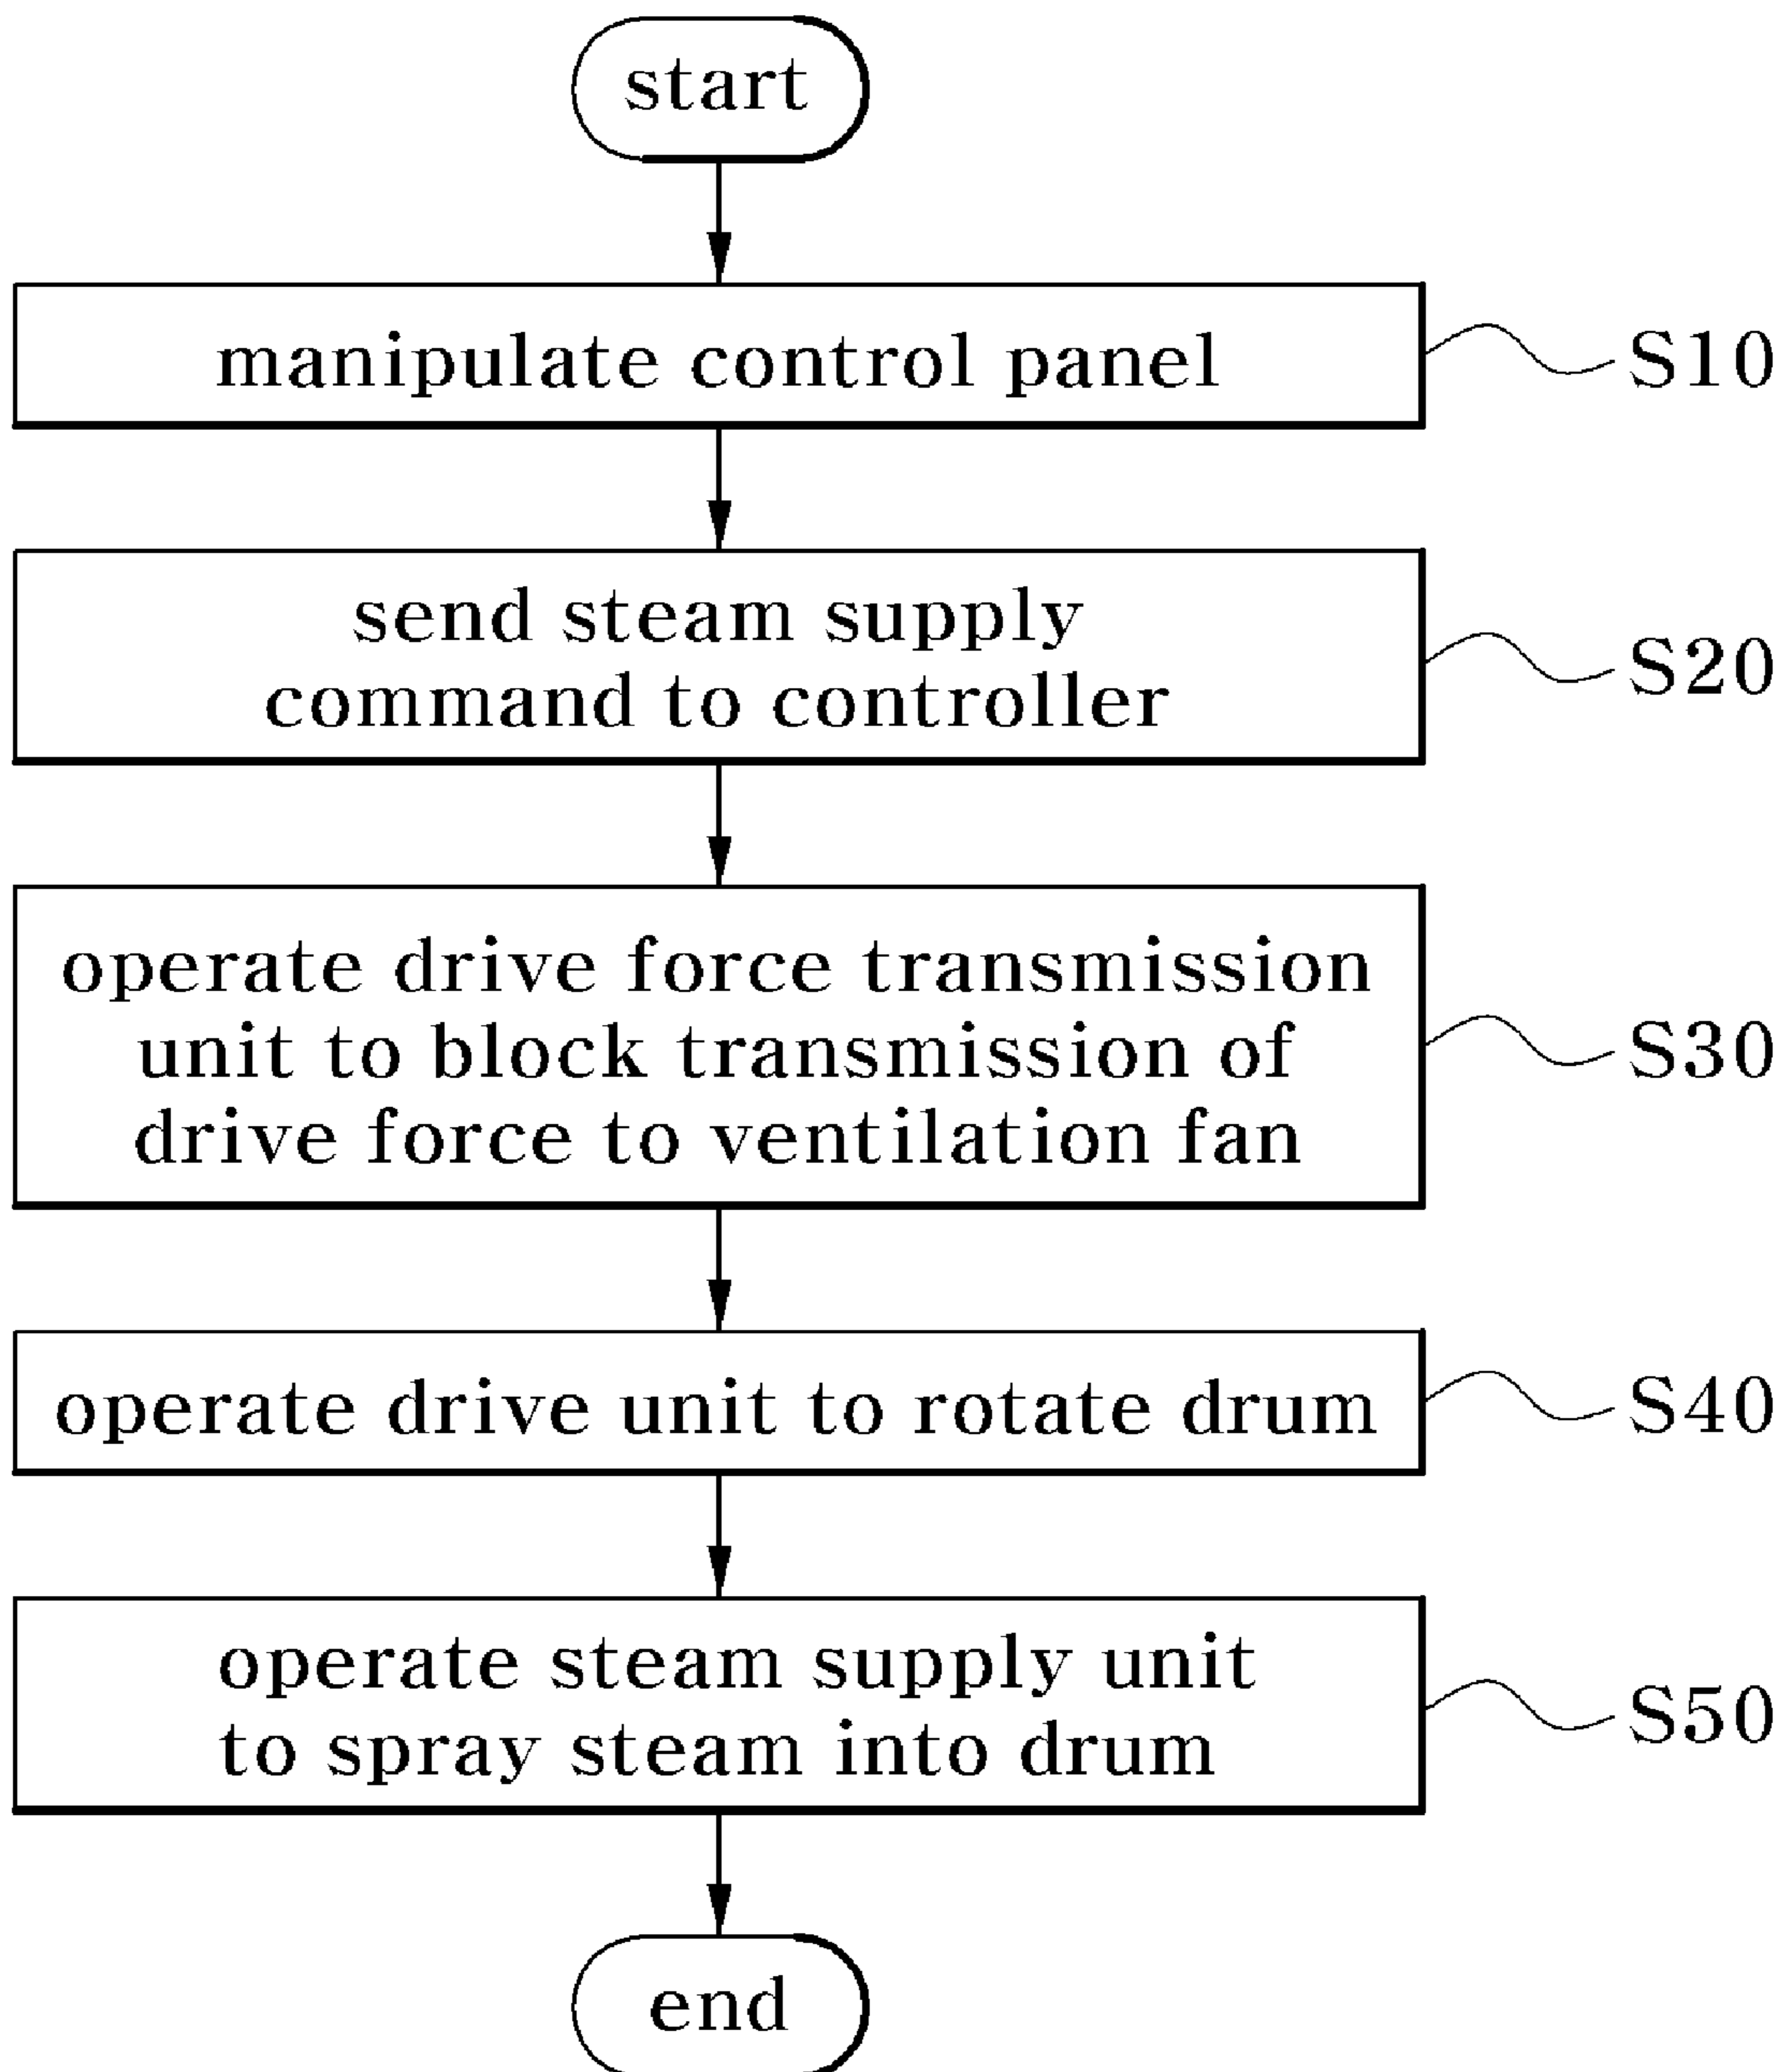 start
manipulate control panel
S10
send steam supply
command to controller
S20
operate drive force transmission
unit to block transmission of
drive force to ventilation fan
S30
operate drive unit to rotate drum
S40
operate steam supply unit
to spray steam into drum
S50
end